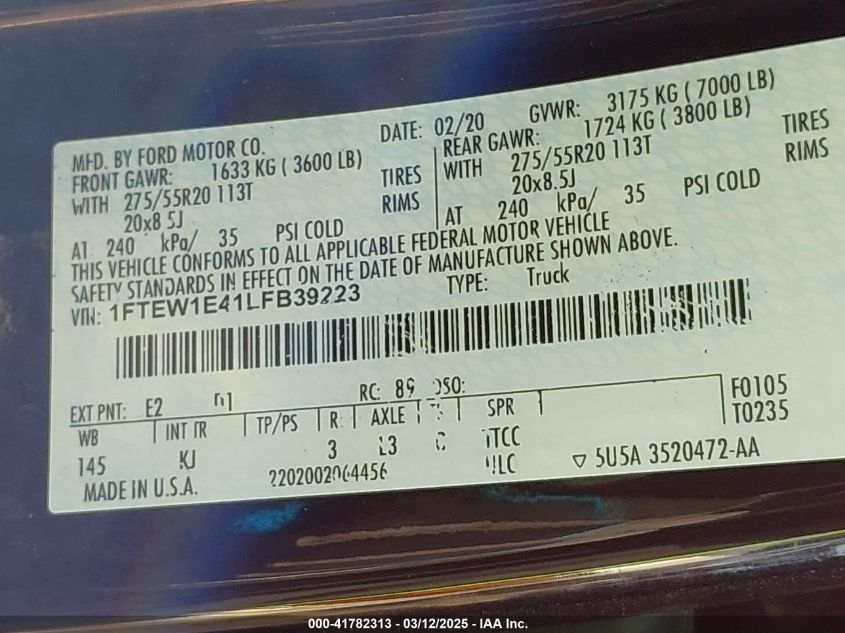 MFD. BY FORD MOTOR CO. DATE: 02/20 GVWR: 3175 KG ( 7000 LB)
FRONT GAWR: 1633 KG ( 3600 LB) REAR GAWR: 1724 KG ( 3800 LB)
WITH 275/55R20 113T TIRES WITH 275/55R20 113T TIRES
20x8.5J RIMS 20x8.5J RIMS
AT 240 kPa/ 35 PSI COLD AT 240 kPa/ 35 PSI COLD
THIS VEHICLE CONFORMS TO ALL APPLICABLE FEDERAL MOTOR VEHICLE
SAFETY STANDARDS IN EFFECT ON THE DATE OF MANUFACTURE SHOWN ABOVE.
VIN: 1FTEW1E41LFB39223 TYPE: Truck
EXT PNT: E2 RC: 89 DSO: F0105
WB INT TR TP/PS R AXLE SPR T0235
145 KJ 3 L3
MADE IN U.S.A. 2202002064456 ▽ 5U5A 3520472-AA
000-41782313 - 03/12/2025 - IAA Inc.